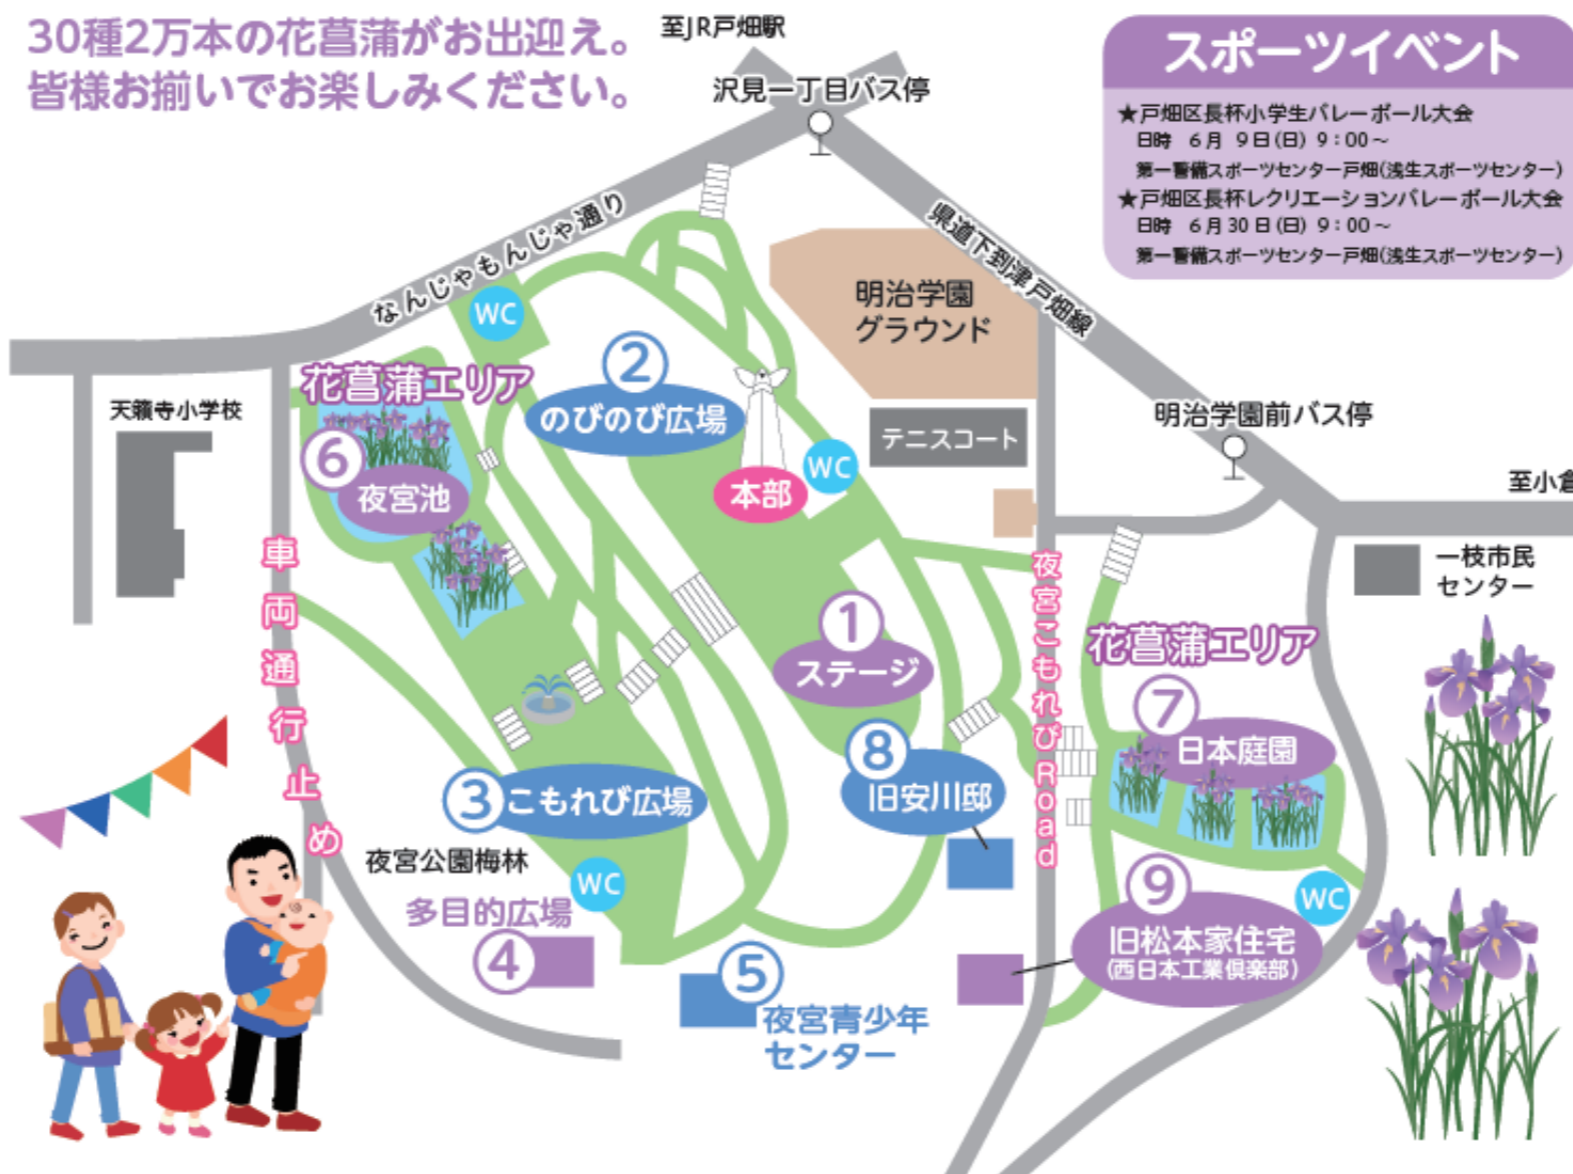 30種2万本の花菖蒲がお出迎え。
皆様お揃いでお楽しみください。
至JR戸畑駅
沢見一丁目バス停
スポーツイベント
★戸畑区長杯小学生バレーボール大会
日時 6月 9日(日) 9:00~
第一警備スポーツセンター戸畑(浅生スポーツセンター)
★戸畑区長杯レクリエーションバレーボール大会
日時 6月30日(日) 9:00~
第一警備スポーツセンター戸畑(浅生スポーツセンター)
なんじゃもんじゃ通り
県道下到津戸畑線
WC
明治学園
グラウンド
花菖蒲エリア
②
のびのび広場
天籟寺小学校
明治学園前バス停
テニスコート
WC
⑥
夜宮池
本部
至小倉
車両通行止め
夜宮こもれびRoad
一枝市民
センター
①
ステージ
花菖蒲エリア
⑦
日本庭園
⑧
旧安川邸
③
こもれび広場
夜宮公園梅林
WC
多目的広場
④
⑤
夜宮青少年
センター
⑨
旧松本家住宅
(西日本工業倶楽部)
WC